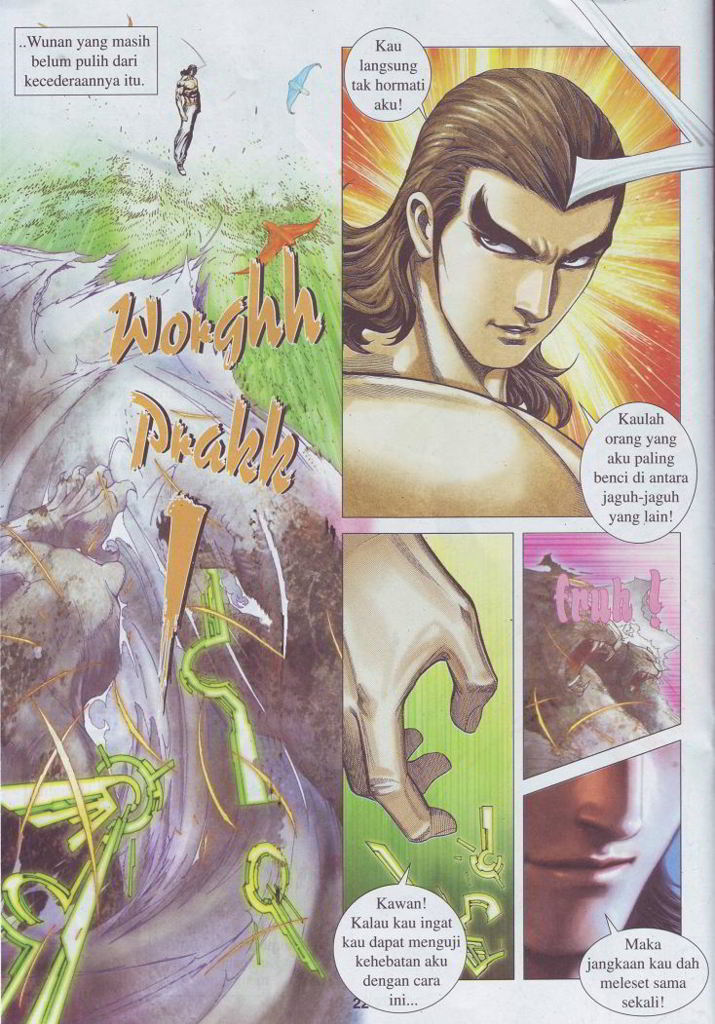 ..Wunan yang masih
belum pulih dari
kecederaannya itu.
Worghh
Prakk
!
Kau
langsung
tak hormati
aku!
Kaulah
orang yang
aku paling
benci di antara
jaguh-jaguh
yang lain!
Kawan!
Kalau kau ingat
kau dapat menguji
kehebatan aku
dengan cara
ini...
Maka
jangkaan kau dah
meleset sama
sekali!
22